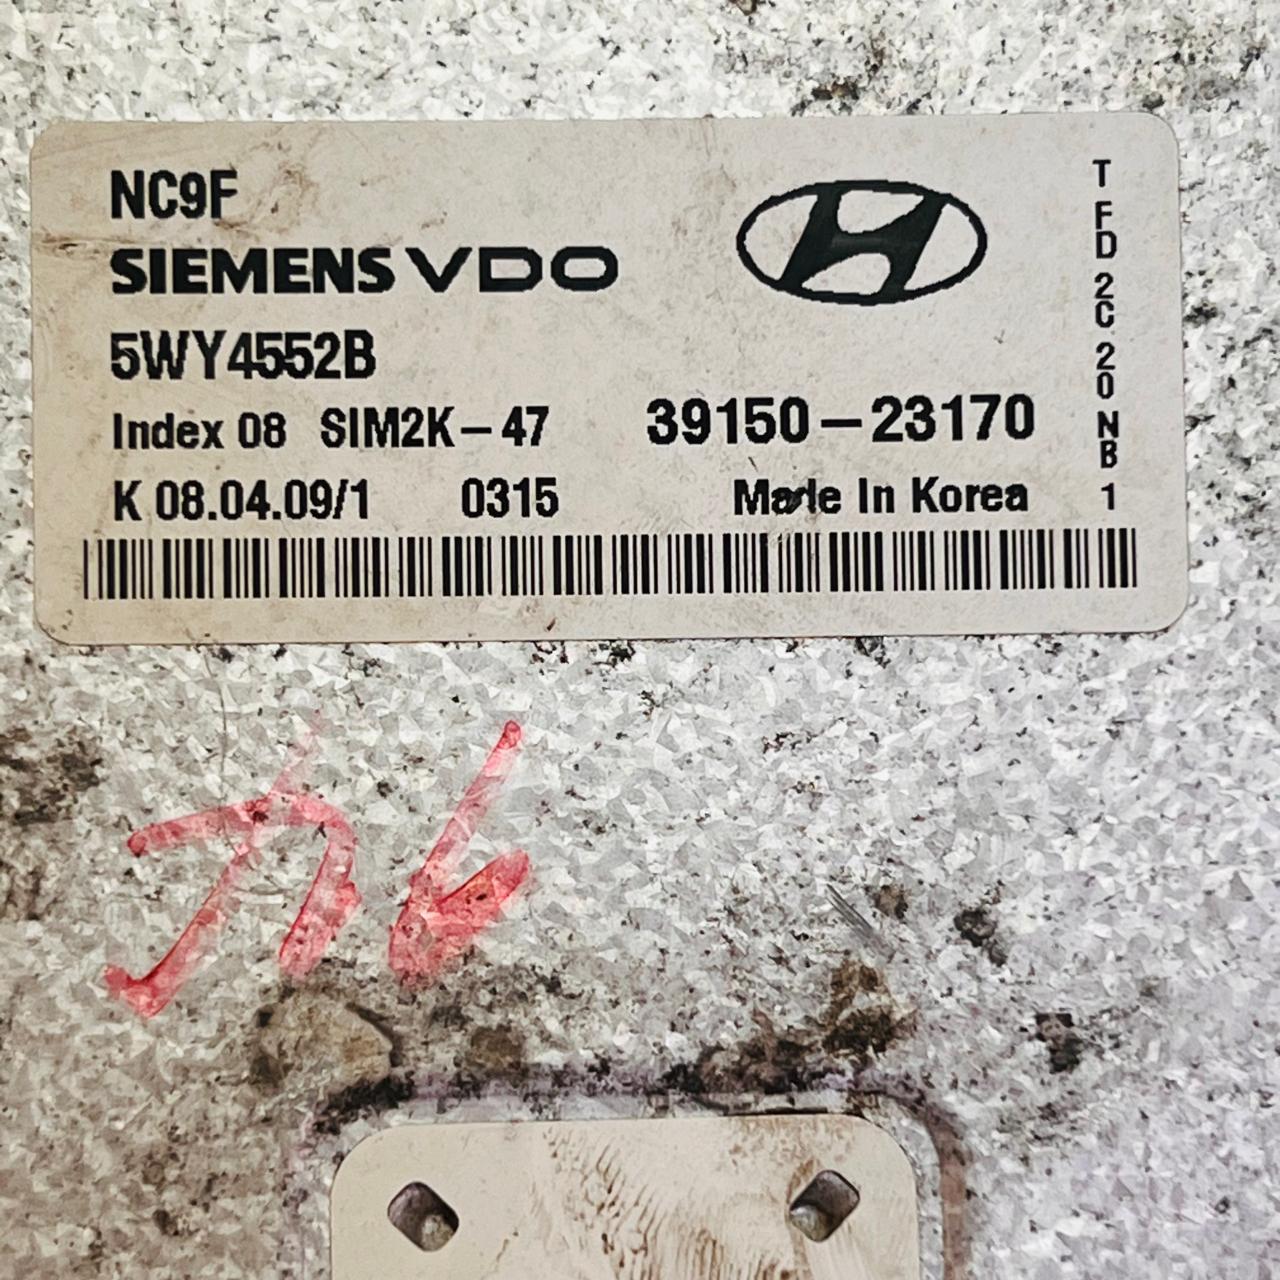 NC9F
SIEMENS VDO
5WY4552B
Index 08 SIM2K-47 39150-23170
K 08.04.09/1 0315 Made In Korea
T FD 2C 20 NB 1